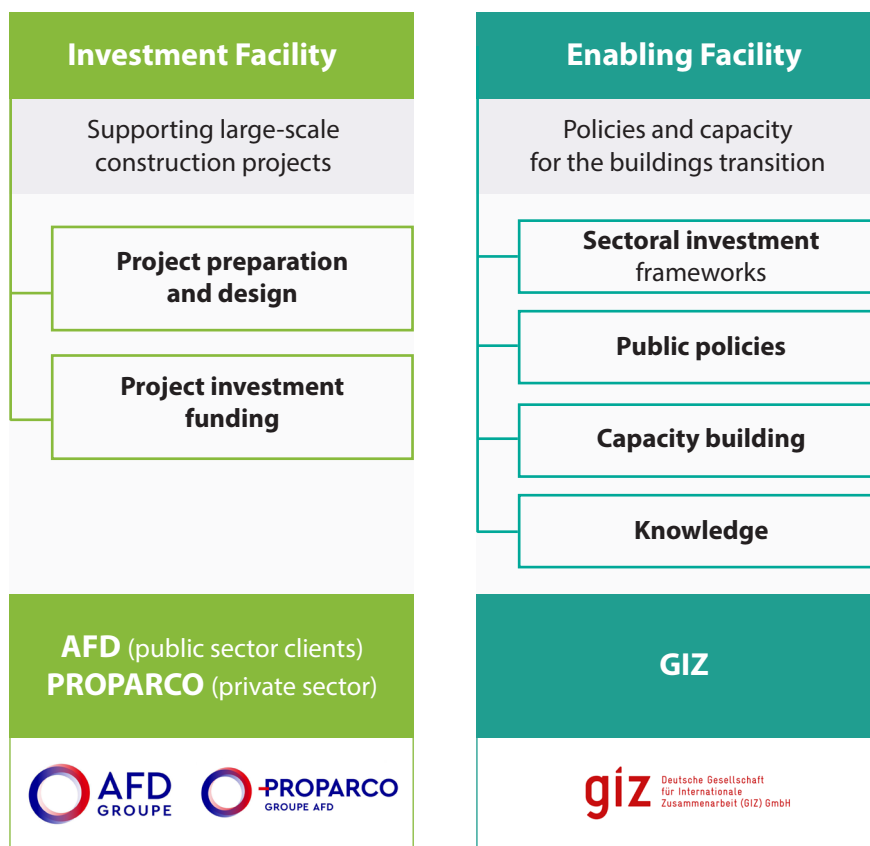 Investment Facility
Supporting large-scale
construction projects
Project preparation
and design
Project investment
funding
AFD (public sector clients)
PROPARCO (private sector)
AFD
GROUPE
PROPARCO
GROUPE AFD
Enabling Facility
Policies and capacity
for the buildings transition
Sectoral investment
frameworks
Public policies
Capacity building
Knowledge
GIZ
giz
Deutsche Gesellschaft
für Internationale
Zusammenarbeit (GIZ) GmbH